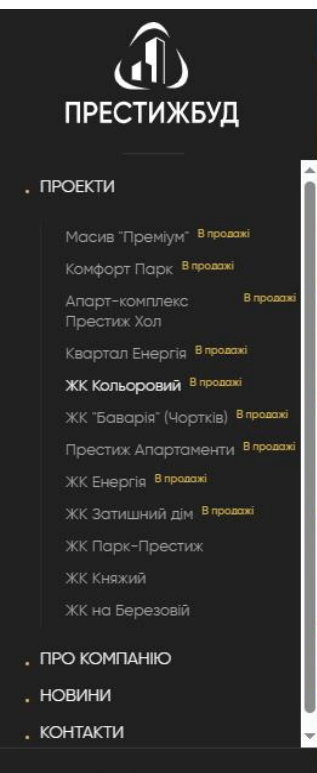 ПРЕСТИЖБУД
ПРОЕКТИ
Масив "Преміум" В продажі
Комфорт Парк В продажі
Апарт-комплекс В продажі
Престиж Хол
Квартал Енергія В продажі
ЖК Кольоровий В продажі
ЖК "Баварія" (Чортків) В продажі
Престиж Апартаменти В продажі
ЖК Енергія В продажі
ЖК Затишний дім В продажі
ЖК Парк-Престиж
ЖК Княжий
ЖК на Березовій
ПРО КОМПАНІЮ
НОВИНИ
КОНТАКТИ